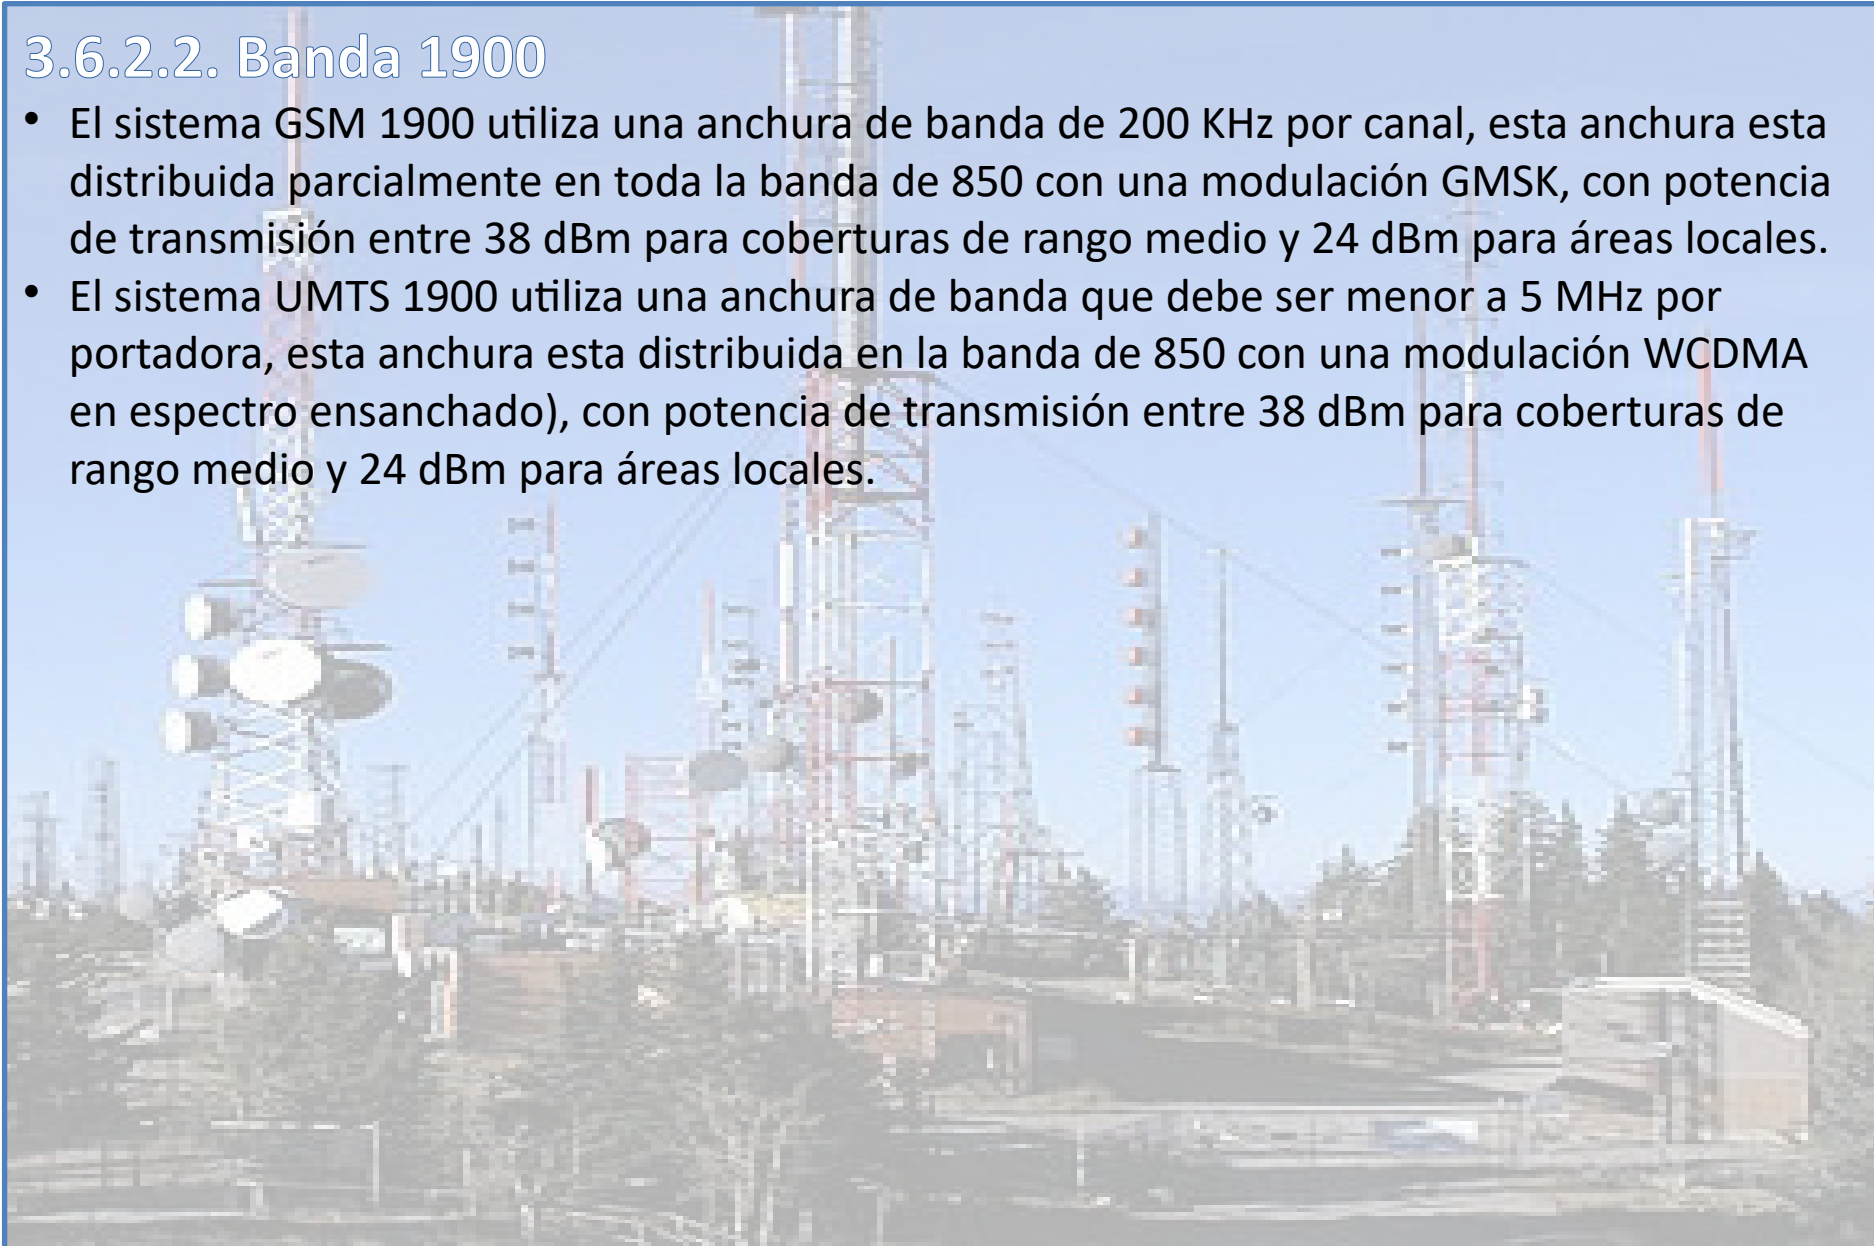 3.6.2.2. Banda 1900
• El sistema GSM 1900 utiliza una anchura de banda de 200 KHz por canal, esta anchura esta
distribuida parcialmente en toda la banda de 850 con una modulación GMSK, con potencia
de transmisión entre 38 dBm para coberturas de rango medio y 24 dBm para áreas locales.
• El sistema UMTS 1900 utiliza una anchura de banda que debe ser menor a 5 MHz por
portadora, esta anchura esta distribuida en la banda de 850 con una modulación WCDMA
en espectro ensanchado), con potencia de transmisión entre 38 dBm para coberturas de
rango medio y 24 dBm para áreas locales.